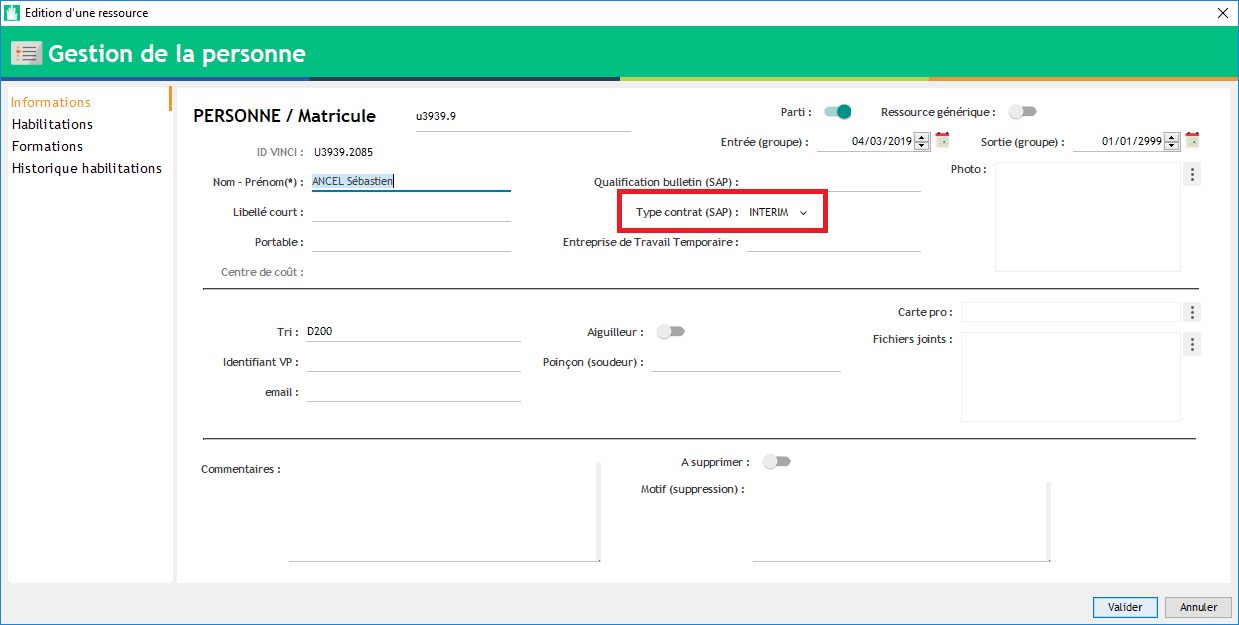 Edition d'une ressource
Gestion de la personne
Informations
Habilitations
Formations
Historique habilitations
PERSONNE / Matricule u3939.9
Parti : Ressource générique :
Entrée (groupe) : 04/03/2019 Sortie (groupe) : 01/01/2999
ID VINCI : U3939.2085
Nom - Prénom(*) : ANCEL Sébastien
Qualification bulletin (SAP) :
Photo :
Libellé court :
Type contrat (SAP) : INTERIM
Portable :
Entreprise de Travail Temporaire :
Centre de coût :
Tri : D200
Aiguilleur :
Carte pro :
Identifiant VP :
Poinçon (soudeur) :
Fichiers joints :
email :
Commentaires :
A supprimer :
Motif (suppression) :
Valider Annuler